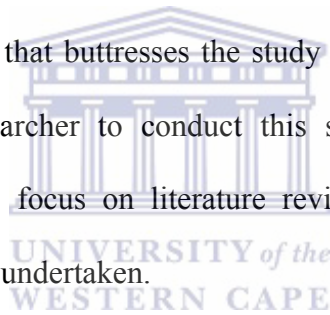 that buttresses the study
archer to conduct this s
focus on literature revi
UNIVERSITY of the
undertaken.
WESTERN CAPE